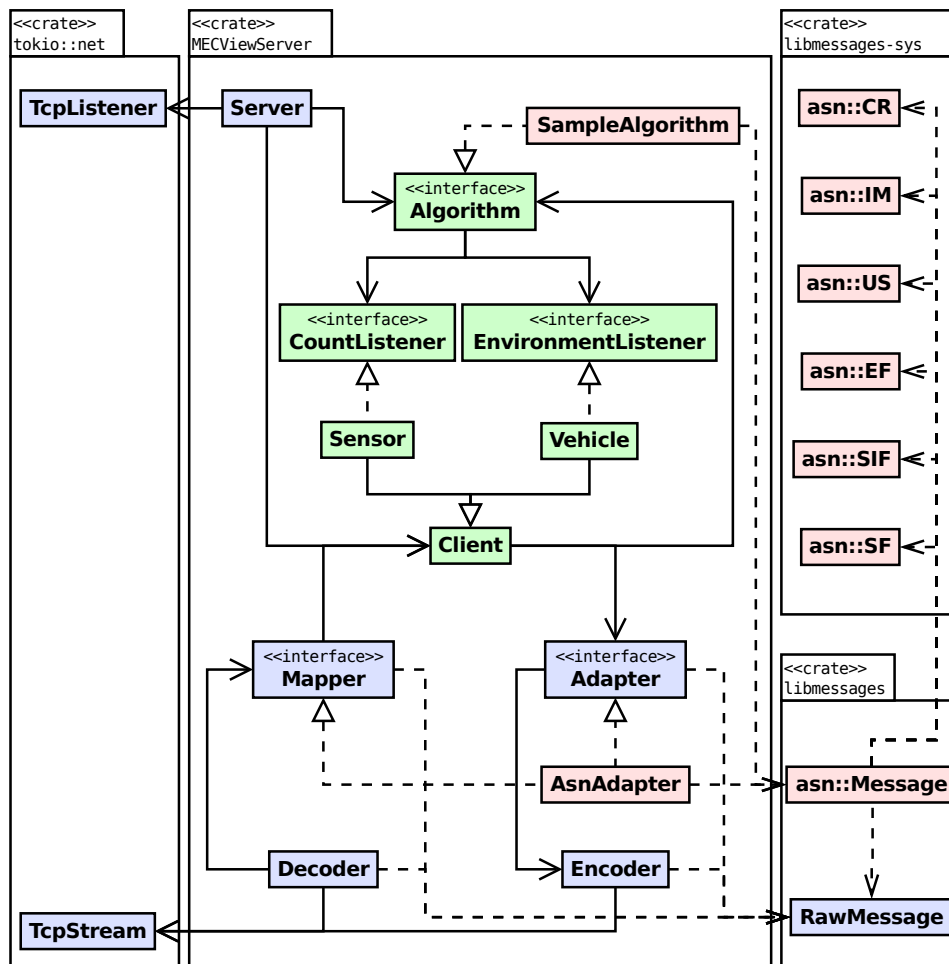 <<crate>>
tokio::net
<<crate>>
MECViewServer
<<crate>>
libmessages-sys
TcpListener
Server
SampleAlgorithm
asn::CR
<<interface>>
Algorithm
asn::IM
asn::US
<<interface>>
CountListener
<<interface>>
EnvironmentListener
asn::EF
Sensor
Vehicle
asn::SIF
Client
asn::SF
<<interface>>
Mapper
<<interface>>
Adapter
<<crate>>
libmessages
AsnAdapter
asn::Message
Decoder
Encoder
TcpStream
RawMessage